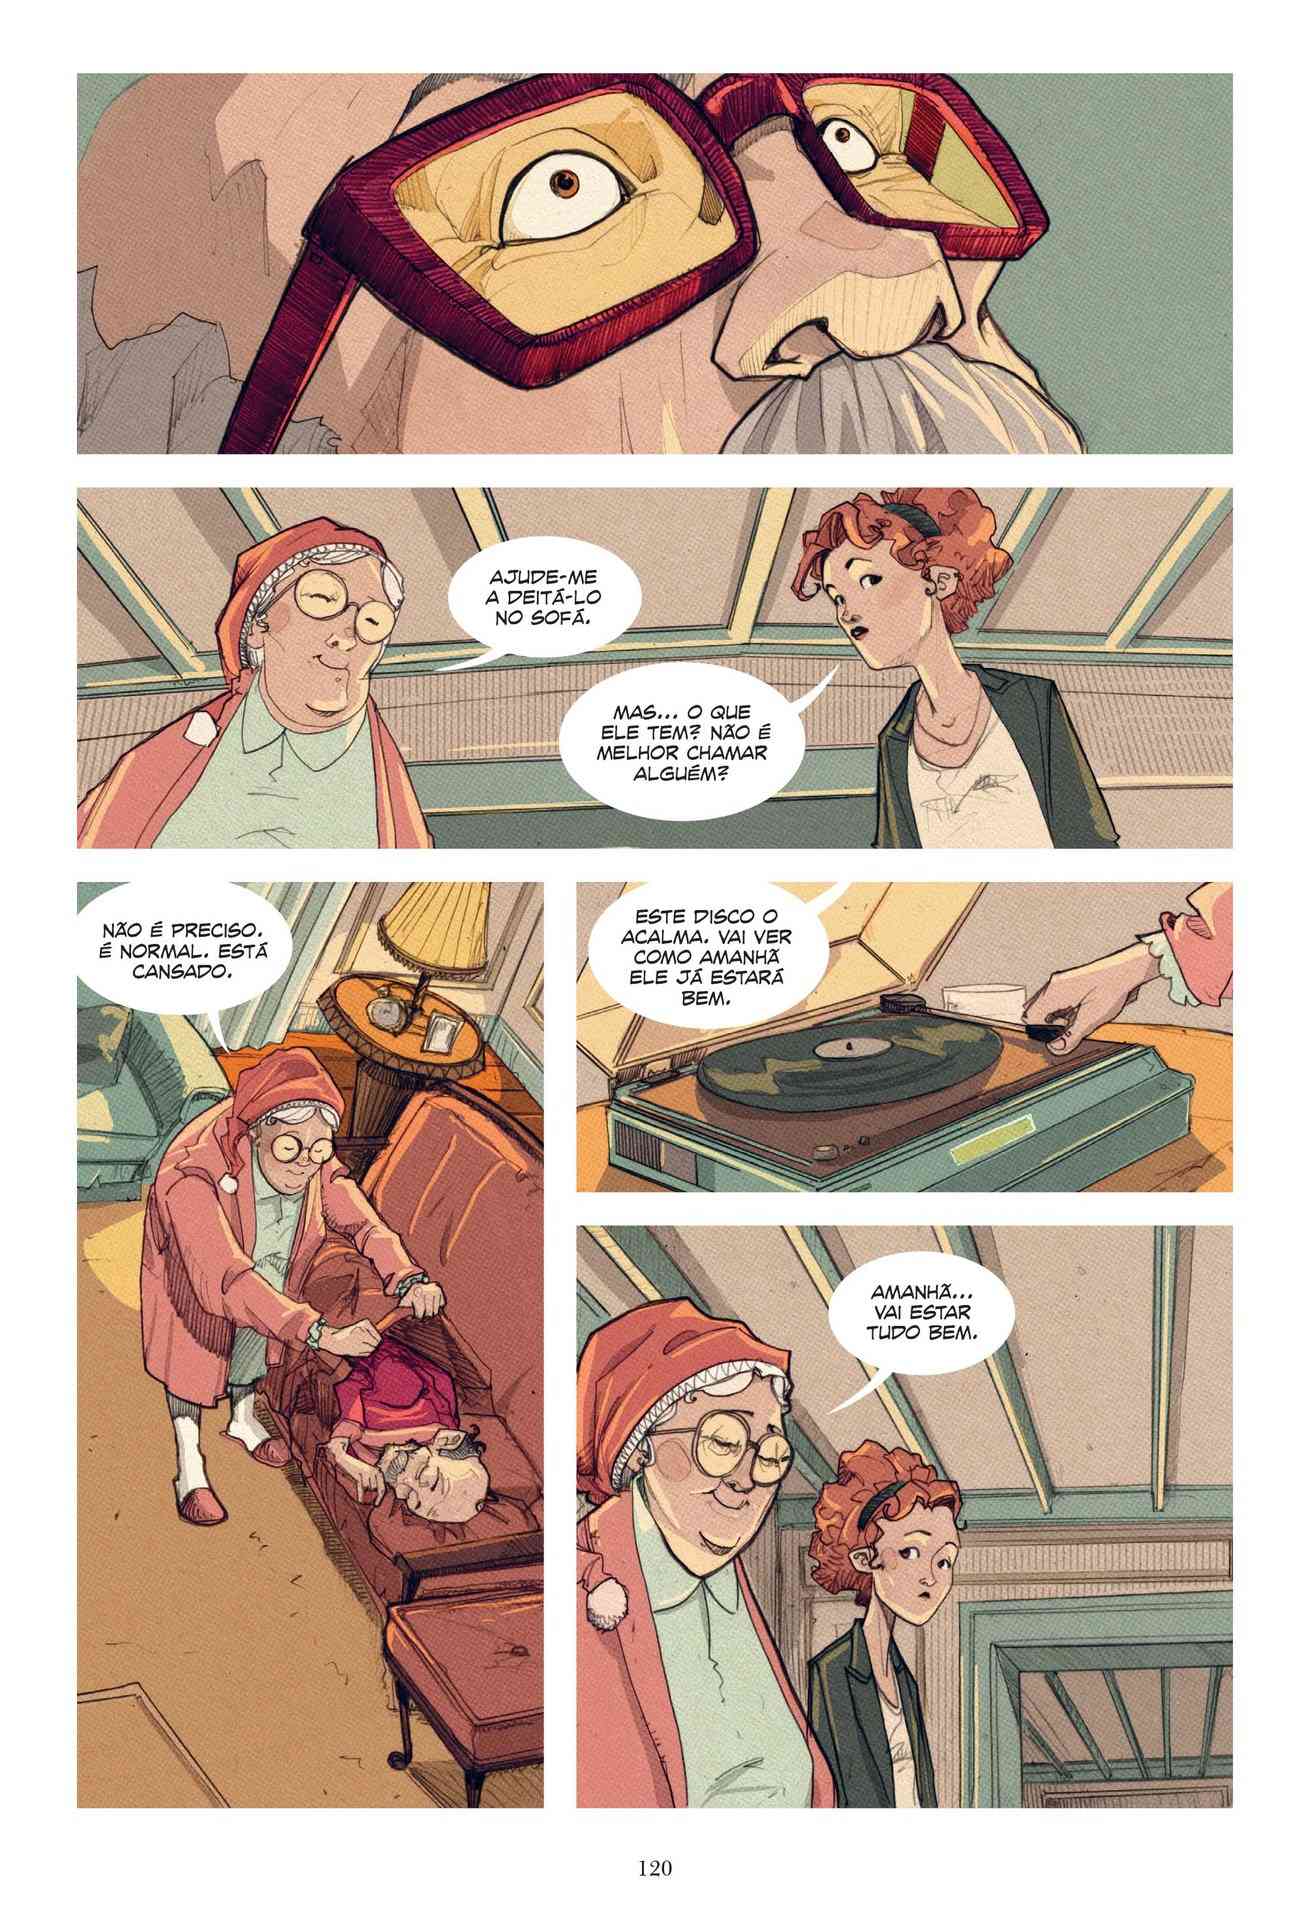 AJUDE-ME
A DEITÁ-LO
NO SOFÁ.
MAS... O QUE
ELE TEM? NÃO É
MELHOR CHAMAR
ALGUÉM?
NÃO É PRECISO.
É NORMAL. ESTÁ
CANSADO.
ESTE DISCO O
ACALMA. VAI VER
COMO AMANHÃ
ELE JÁ ESTARÁ
BEM.
AMANHÃ...
VAI ESTAR
TUDO BEM.
120